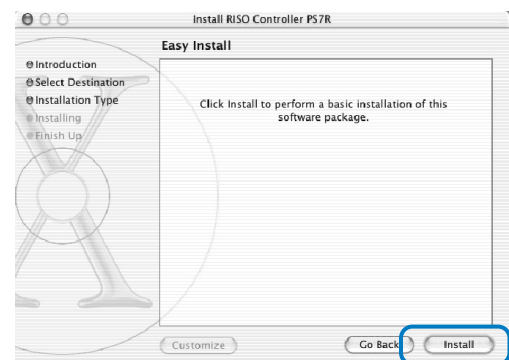 Install RISO Controller PS7R
Easy Install
Introduction
Select Destination
Installation Type
Installing
Finish Up
Click Install to perform a basic installation of this
software package.
Customize
Go Back
Install